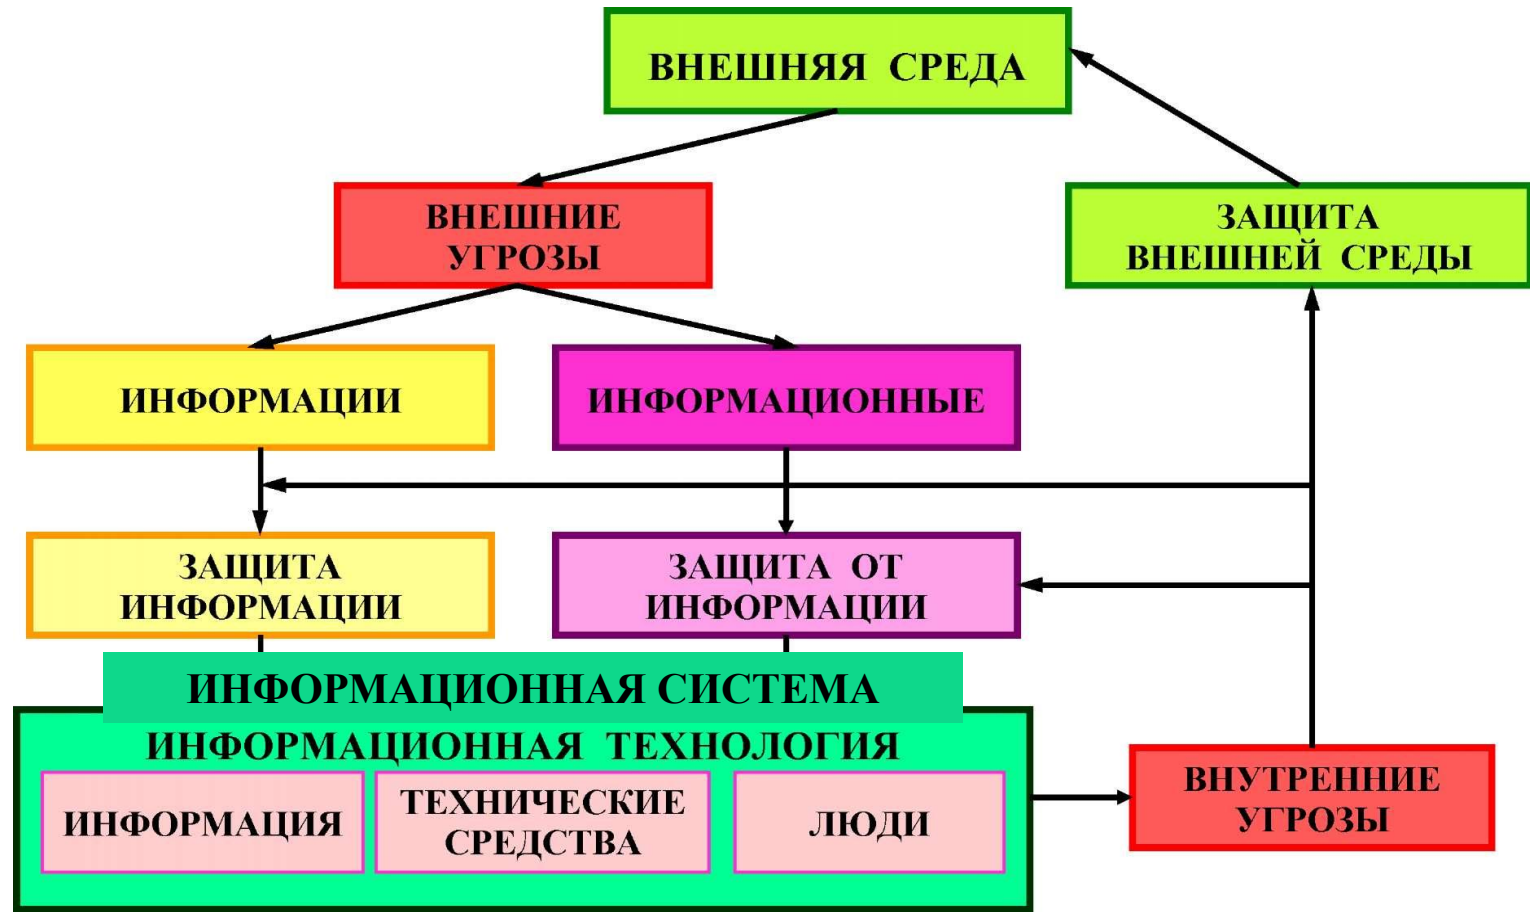 ВНЕШНЯЯ СРЕДА
ВНЕШНИЕ
УГРОЗЫ
ЗАЩИТА
ВНЕШНЕЙ СРЕДЫ
ИНФОРМАЦИИ
ИНФОРМАЦИОННЫЕ
ЗАЩИТА
ИНФОРМАЦИИ
ЗАЩИТА ОТ
ИНФОРМАЦИИ
ИНФОРМАЦИОННАЯ СИСТЕМА
ИНФОРМАЦИОННАЯ ТЕХНОЛОГИЯ
ИНФОРМАЦИЯ
ТЕХНИЧЕСКИЕ
СРЕДСТВА
ЛЮДИ
ВНУТРЕННИЕ
УГРОЗЫ